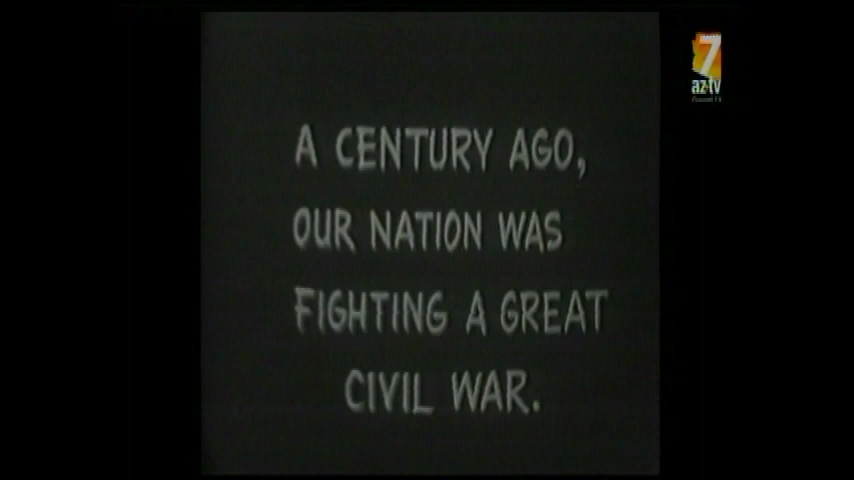 A CENTURY AGO,
OUR NATION WAS
FIGHTING A GREAT
CIVIL WAR.
7
az-tv